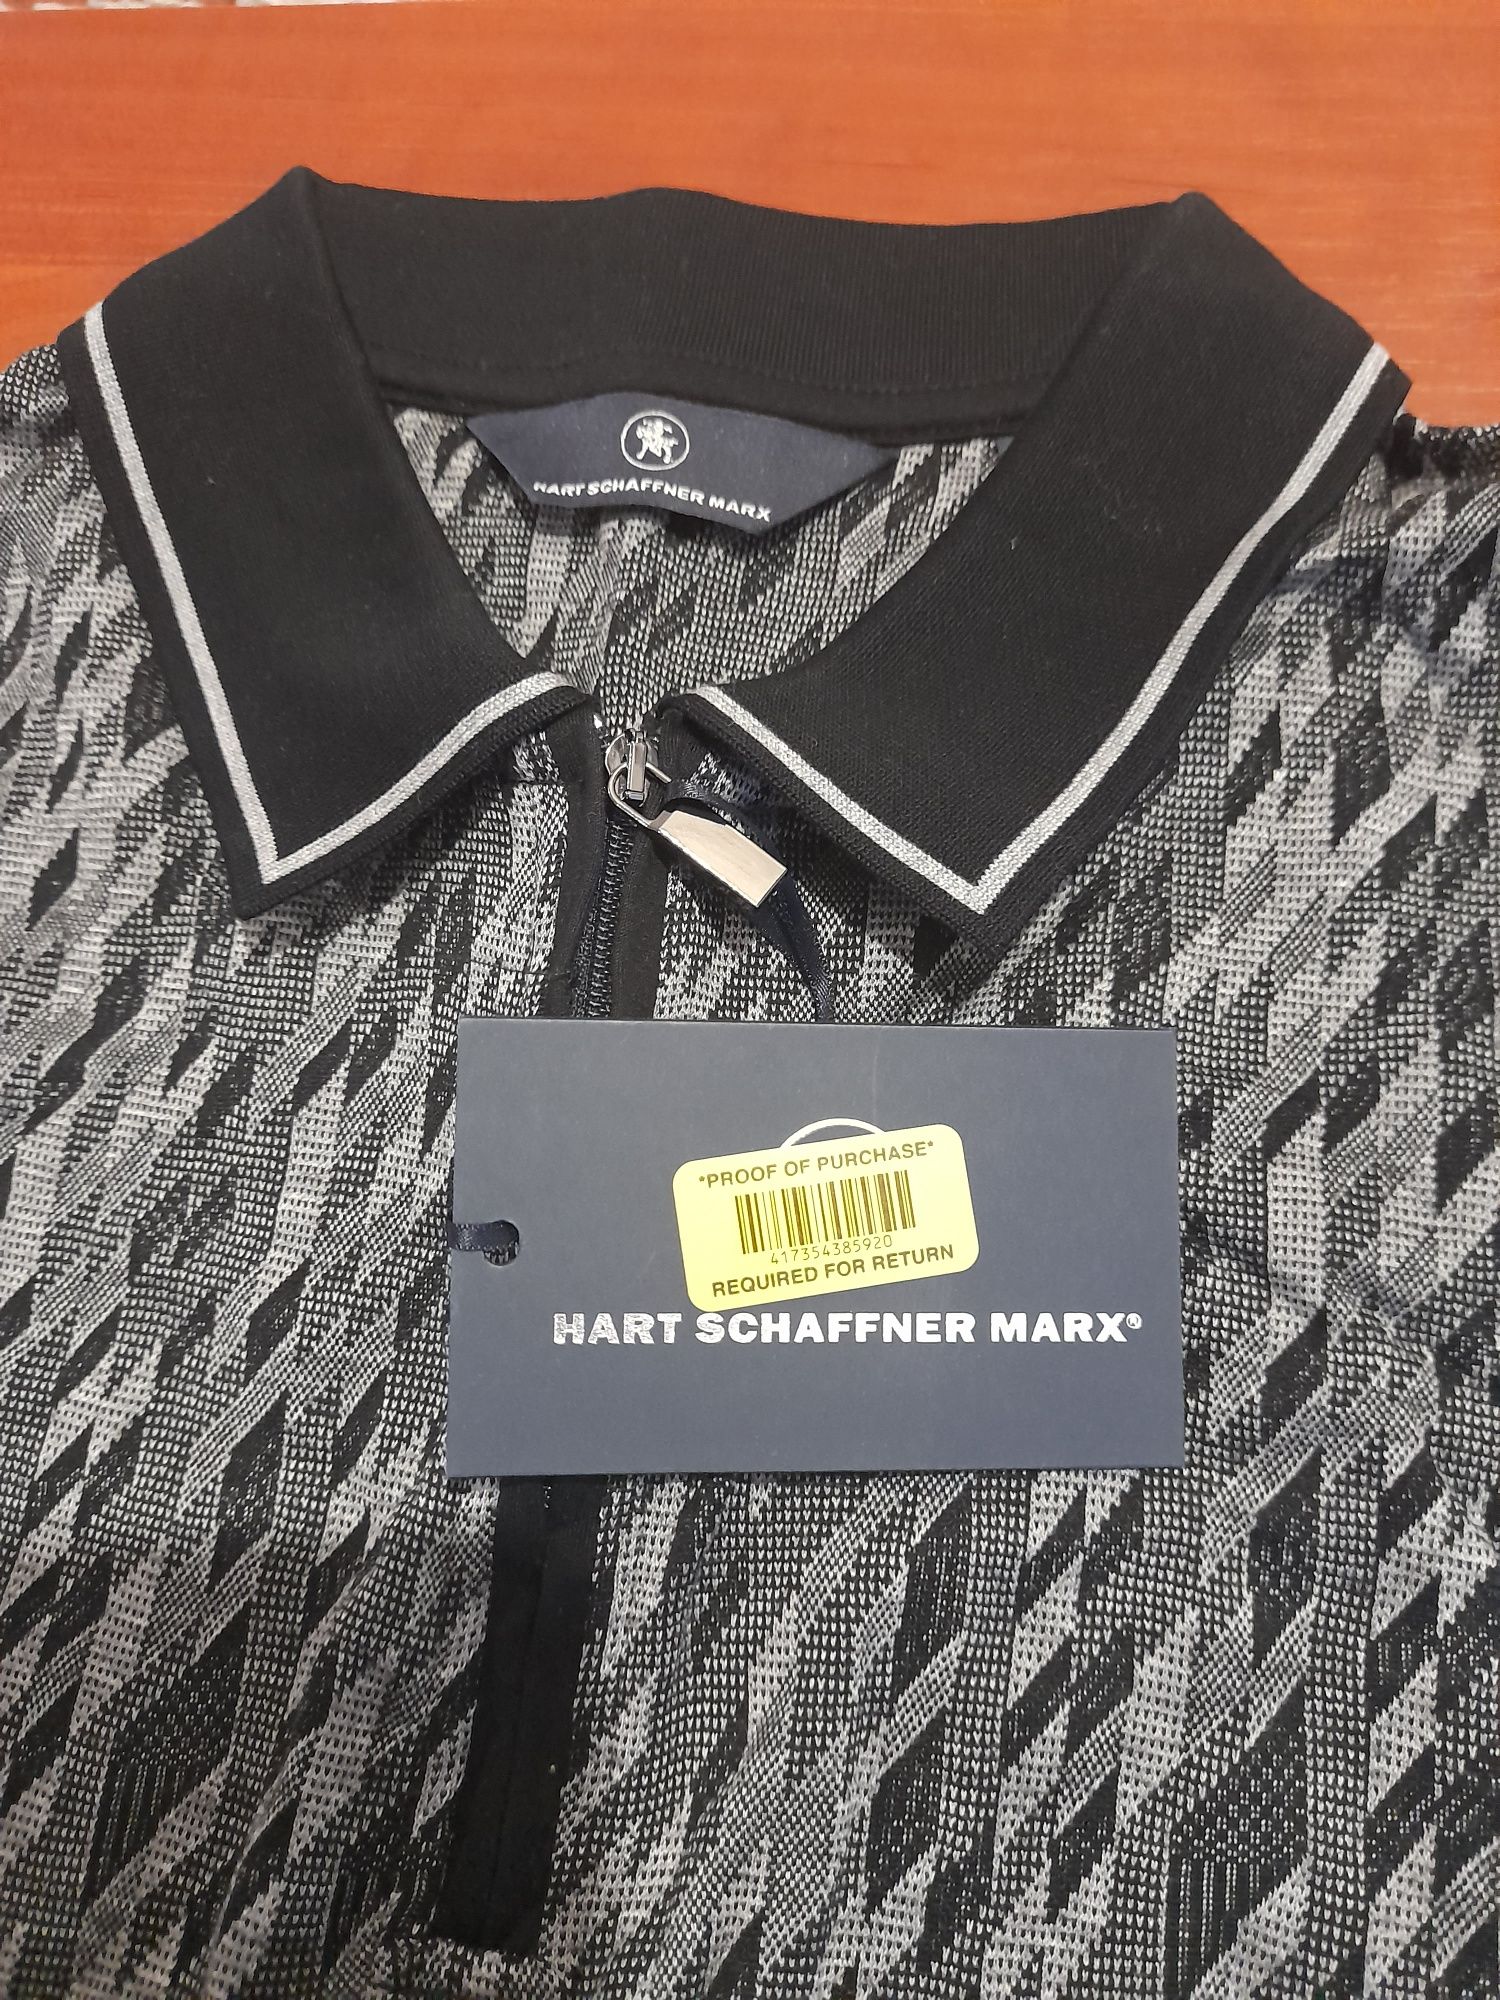 HART SCHAFFNER MARX
*PROOF OF PURCHASE*
417354385920
REQUIRED FOR RETURN
HART SCHAFFNER MARX®